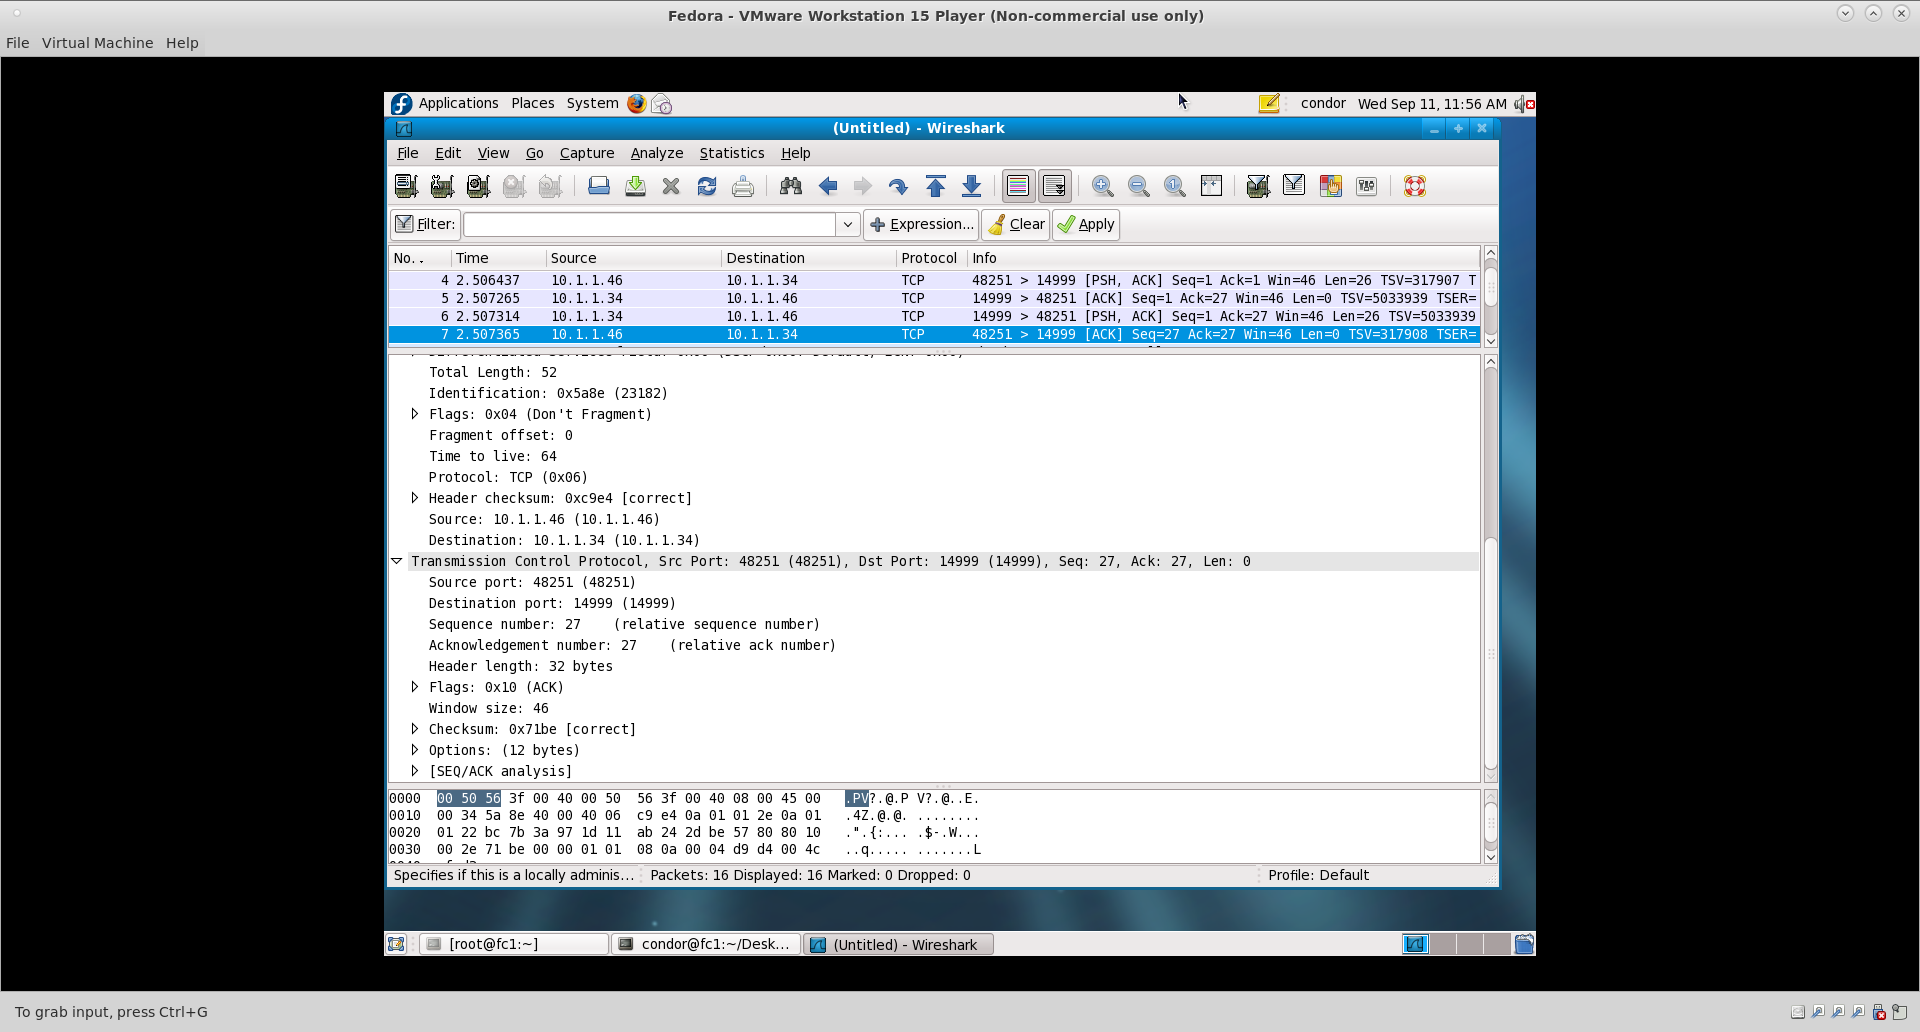 Fedora - VMware Workstation 15 Player (Non-commercial use only)
File Virtual Machine Help
Applications Places System condor Wed Sep 11, 11:56 AM
(Untitled) - Wireshark
File Edit View Go Capture Analyze Statistics Help
Filter: Expression... Clear Apply
No. . Time Source Destination Protocol Info
4 2.506437 10.1.1.46 10.1.1.34 TCP 48251 > 14999 [PSH, ACK] Seq=1 Ack=1 Win=46 Len=26 TSV=317907 T
5 2.507265 10.1.1.34 10.1.1.46 TCP 14999 > 48251 [ACK] Seq=1 Ack=27 Win=46 Len=0 TSV=5033939 TSER=
6 2.507314 10.1.1.34 10.1.1.46 TCP 14999 > 48251 [PSH, ACK] Seq=1 Ack=27 Win=46 Len=26 TSV=5033939
7 2.507365 10.1.1.46 10.1.1.34 TCP 48251 > 14999 [ACK] Seq=27 Ack=27 Win=46 Len=0 TSV=317908 TSER=
Total Length: 52
Identification: 0x5a8e (23182)
Flags: 0x04 (Don't Fragment)
Fragment offset: 0
Time to live: 64
Protocol: TCP (0x06)
Header checksum: 0xc9e4 [correct]
Source: 10.1.1.46 (10.1.1.46)
Destination: 10.1.1.34 (10.1.1.34)
Transmission Control Protocol, Src Port: 48251 (48251), Dst Port: 14999 (14999), Seq: 27, Ack: 27, Len: 0
Source port: 48251 (48251)
Destination port: 14999 (14999)
Sequence number: 27 (relative sequence number)
Acknowledgement number: 27 (relative ack number)
Header length: 32 bytes
Flags: 0x10 (ACK)
Window size: 46
Checksum: 0x71be [correct]
Options: (12 bytes)
[SEQ/ACK analysis]
0000 00 50 56 3f 00 40 00 50 56 3f 00 40 08 00 45 00 .PV?.@.P V?.@..E.
0010 00 34 5a 8e 40 00 40 06 c9 e4 0a 01 01 2e 0a 01 .4Z.@.@. ........
0020 01 22 bc 7b 3a 97 1d 11 ab 24 2d be 57 80 80 10 .".{:... .$-.W...
0030 00 2e 71 be 00 00 01 01 08 0a 00 04 d9 d4 00 4c ..q..... .......L
Specifies if this is a locally adminis... Packets: 16 Displayed: 16 Marked: 0 Dropped: 0 Profile: Default
[root@fc1:~] condor@fc1:~/Desk... (Untitled) - Wireshark
To grab input, press Ctrl+G